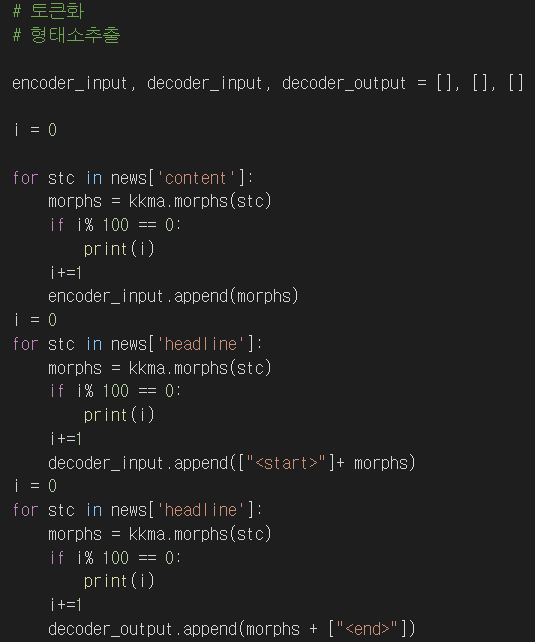 # 토큰화
# 형태소추출
encoder_input, decoder_input, decoder_output = [], [], []
i = 0
for stc in news['content']:
    morphs = kkma.morphs(stc)
    if i% 100 == 0:
        print(i)
    i+=1
    encoder_input.append(morphs)
i = 0
for stc in news['headline']:
    morphs = kkma.morphs(stc)
    if i% 100 == 0:
        print(i)
    i+=1
    decoder_input.append(["<start>"]+ morphs)
i = 0
for stc in news['headline']:
    morphs = kkma.morphs(stc)
    if i% 100 == 0:
        print(i)
    i+=1
    decoder_output.append(morphs + ["<end>"])